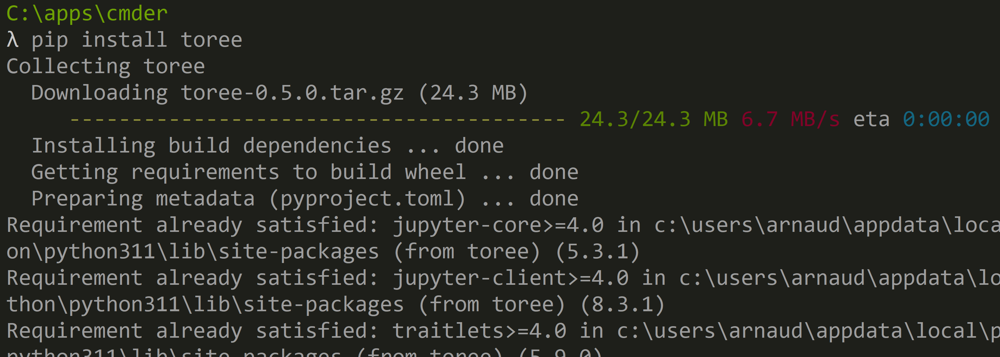 C:\apps\cmder
λ pip install toree
Collecting toree
  Downloading toree-0.5.0.tar.gz (24.3 MB)
     ---------------------------------------- 24.3/24.3 MB 6.7 MB/s eta 0:00:00
  Installing build dependencies ... done
  Getting requirements to build wheel ... done
  Preparing metadata (pyproject.toml) ... done
Requirement already satisfied: jupyter-core>=4.0 in c:\users\arnaud\appdata\loca
on\python311\lib\site-packages (from toree) (5.3.1)
Requirement already satisfied: jupyter-client>=4.0 in c:\users\arnaud\appdata\lo
thon\python311\lib\site-packages (from toree) (8.3.1)
Requirement already satisfied: traitlets>=4.0 in c:\users\arnaud\appdata\local\p
python311\lib\site-packages (from toree) (5.9.0)